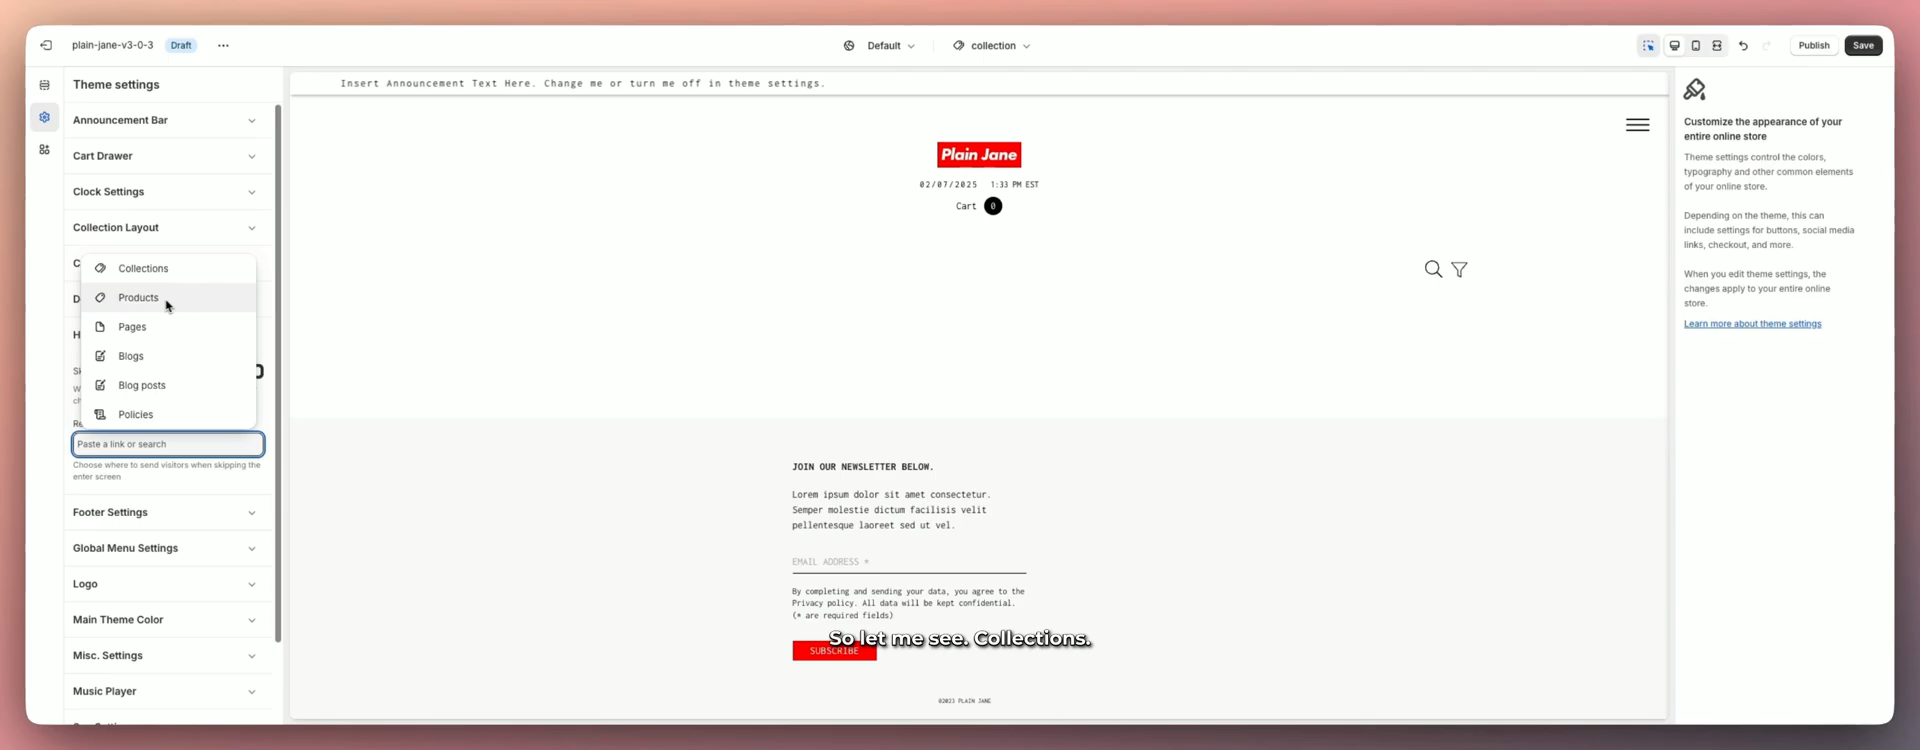 plain-jane-v3-0-3 Draft
Default
collection
Publish
Save
Theme settings
Announcement Bar
Cart Drawer
Clock Settings
Collection Layout
C
Collections
D
Products
Pages
H
Blogs
Sk
W
Blog posts
ch
Policies
Re
Paste a link or search
Choose where to send visitors when skipping the
enter screen
Footer Settings
Global Menu Settings
Logo
Main Theme Color
Misc. Settings
Music Player
Insert Announcement Text Here. Change me or turn me off in theme settings.
Plain Jane
02/07/2025 1:33 PM EST
Cart 0
JOIN OUR NEWSLETTER BELOW.
Lorem ipsum dolor sit amet consectetur.
Semper molestie dictum facilisis velit
pellentesque laoreet sed ut vel.
EMAIL ADDRESS *
By completing and sending your data, you agree to the
Privacy policy. All data will be kept confidential.
(* are required fields)
So let me see. Collections.
SUBSCRIBE
©2023 PLAIN JANE
Customize the appearance of your
entire online store
Theme settings control the colors,
typography and other common elements
of your online store.
Depending on the theme, this can
include settings for buttons, social media
links, checkout, and more.
When you edit theme settings, the
changes apply to your entire online
store.
Learn more about theme settings